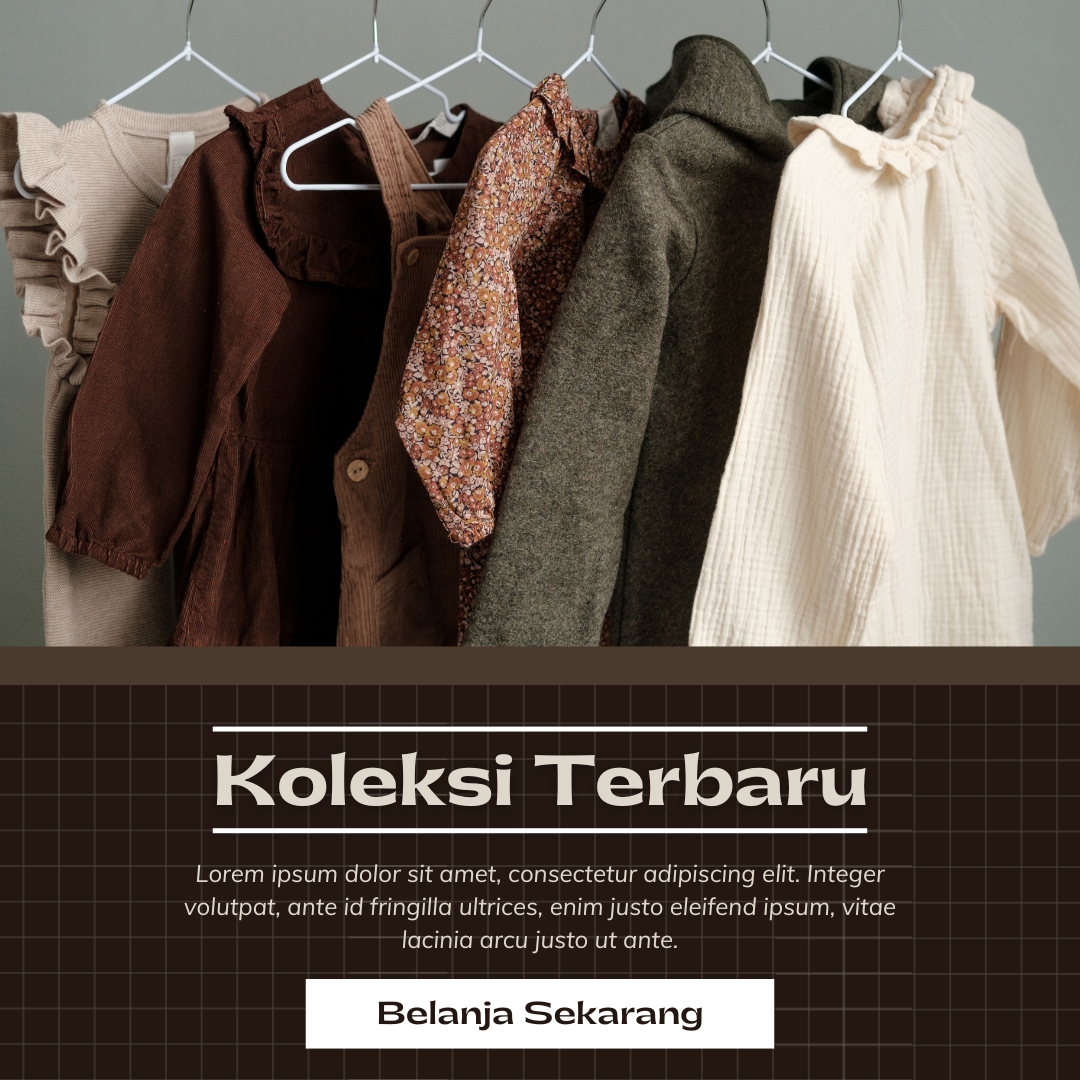 Koleksi Terbaru
Lorem ipsum dolor sit amet, consectetur adipiscing elit. Integer
volutpat, ante id fringilla ultrices, enim justo eleifend ipsum, vitae
lacinia arcu justo ut ante.
Belanja Sekarang